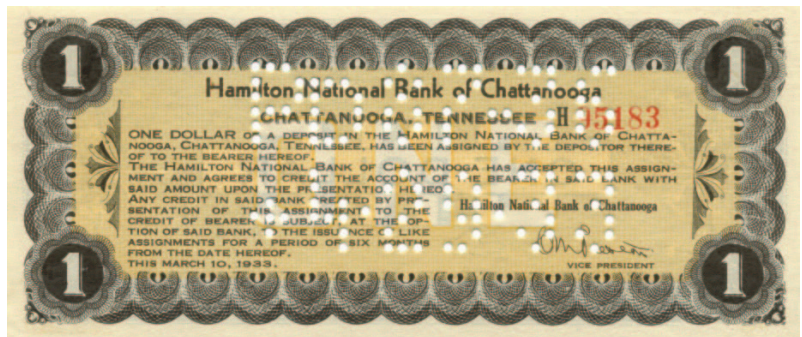 1 1
Hamilton National Bank of Chattanooga
CHATTANOOGA, TENNESSEE H 05183
ONE DOLLAR OF A DEPOSIT IN THE HAMILTON NATIONAL BANK OF CHATTA-
NOOGA, CHATTANOOGA, TENNESSEE, HAS BEEN ASSIGNED BY THE DEPOSITOR THERE-
OF TO THE BEARER HEREOF.
THE HAMILTON NATIONAL BANK OF CHATTANOOGA HAS ACCEPTED THIS ASSIGN-
MENT AND AGREES TO CREDIT THE ACCOUNT OF THE BEARER IN SAID BANK WITH
SAID AMOUNT UPON THE PRESENTATION HEREOF.
ANY CREDIT IN SAID BANK CREATED BY PRE-
SENTATION OF THIS ASSIGNMENT TO THE
CREDIT OF BEARER IS SUBJECT, AT THE OP-
TION OF SAID BANK, TO THE ISSUANCE OF LIKE
ASSIGNMENTS FOR A PERIOD OF SIX MONTHS
FROM THE DATE HEREOF.
THIS MARCH 10, 1933.
Hamilton National Bank of Chattanooga
VICE PRESIDENT
1 1